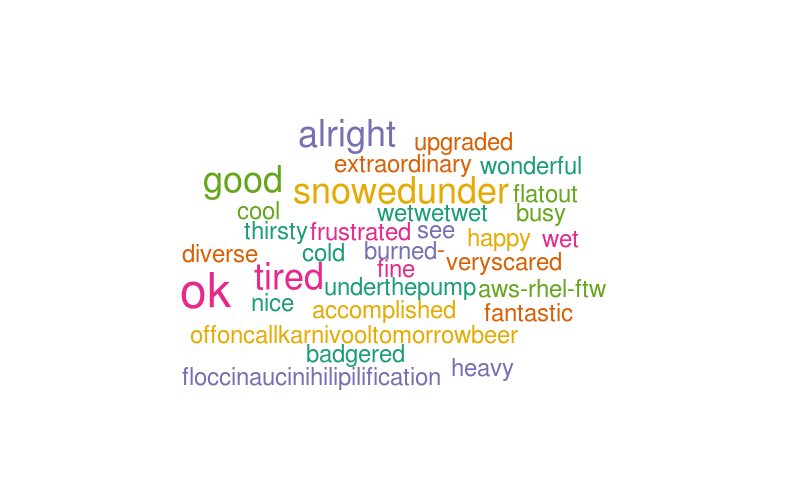 alright
upgraded
extraordinary
wonderful
good
snowedunder
flatout
cool
wetwetwet
busy
thirsty
frustrated
see
happy
wet
diverse
cold
burned-
veryscared
fine
ok
tired
underthepump
aws-rhel-ftw
nice
accomplished
fantastic
offoncallkarnivooltomorrowbeer
badgered
heavy
floccinaucinihilipilification